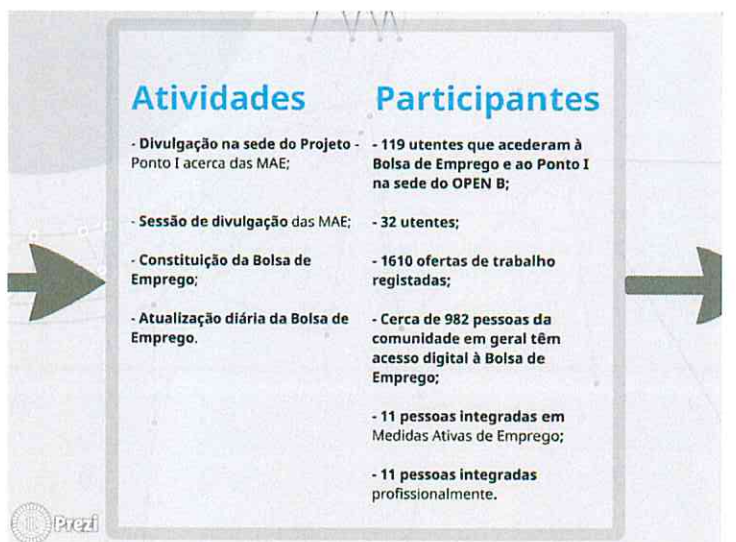 Atividades
- Divulgação na sede do Projeto -
Ponto I acerca das MAE;
- Sessão de divulgação das MAE;
- Constituição da Bolsa de
Emprego;
- Atualização diária da Bolsa de
Emprego.
Participantes
- 119 utentes que acederam à
Bolsa de Emprego e ao Ponto I
na sede do OPEN B;
- 32 utentes;
- 1610 ofertas de trabalho
registadas;
- Cerca de 982 pessoas da
comunidade em geral têm
acesso digital à Bolsa de
Emprego;
- 11 pessoas integradas em
Medidas Ativas de Emprego;
- 11 pessoas integradas
profissionalmente.
Prezi